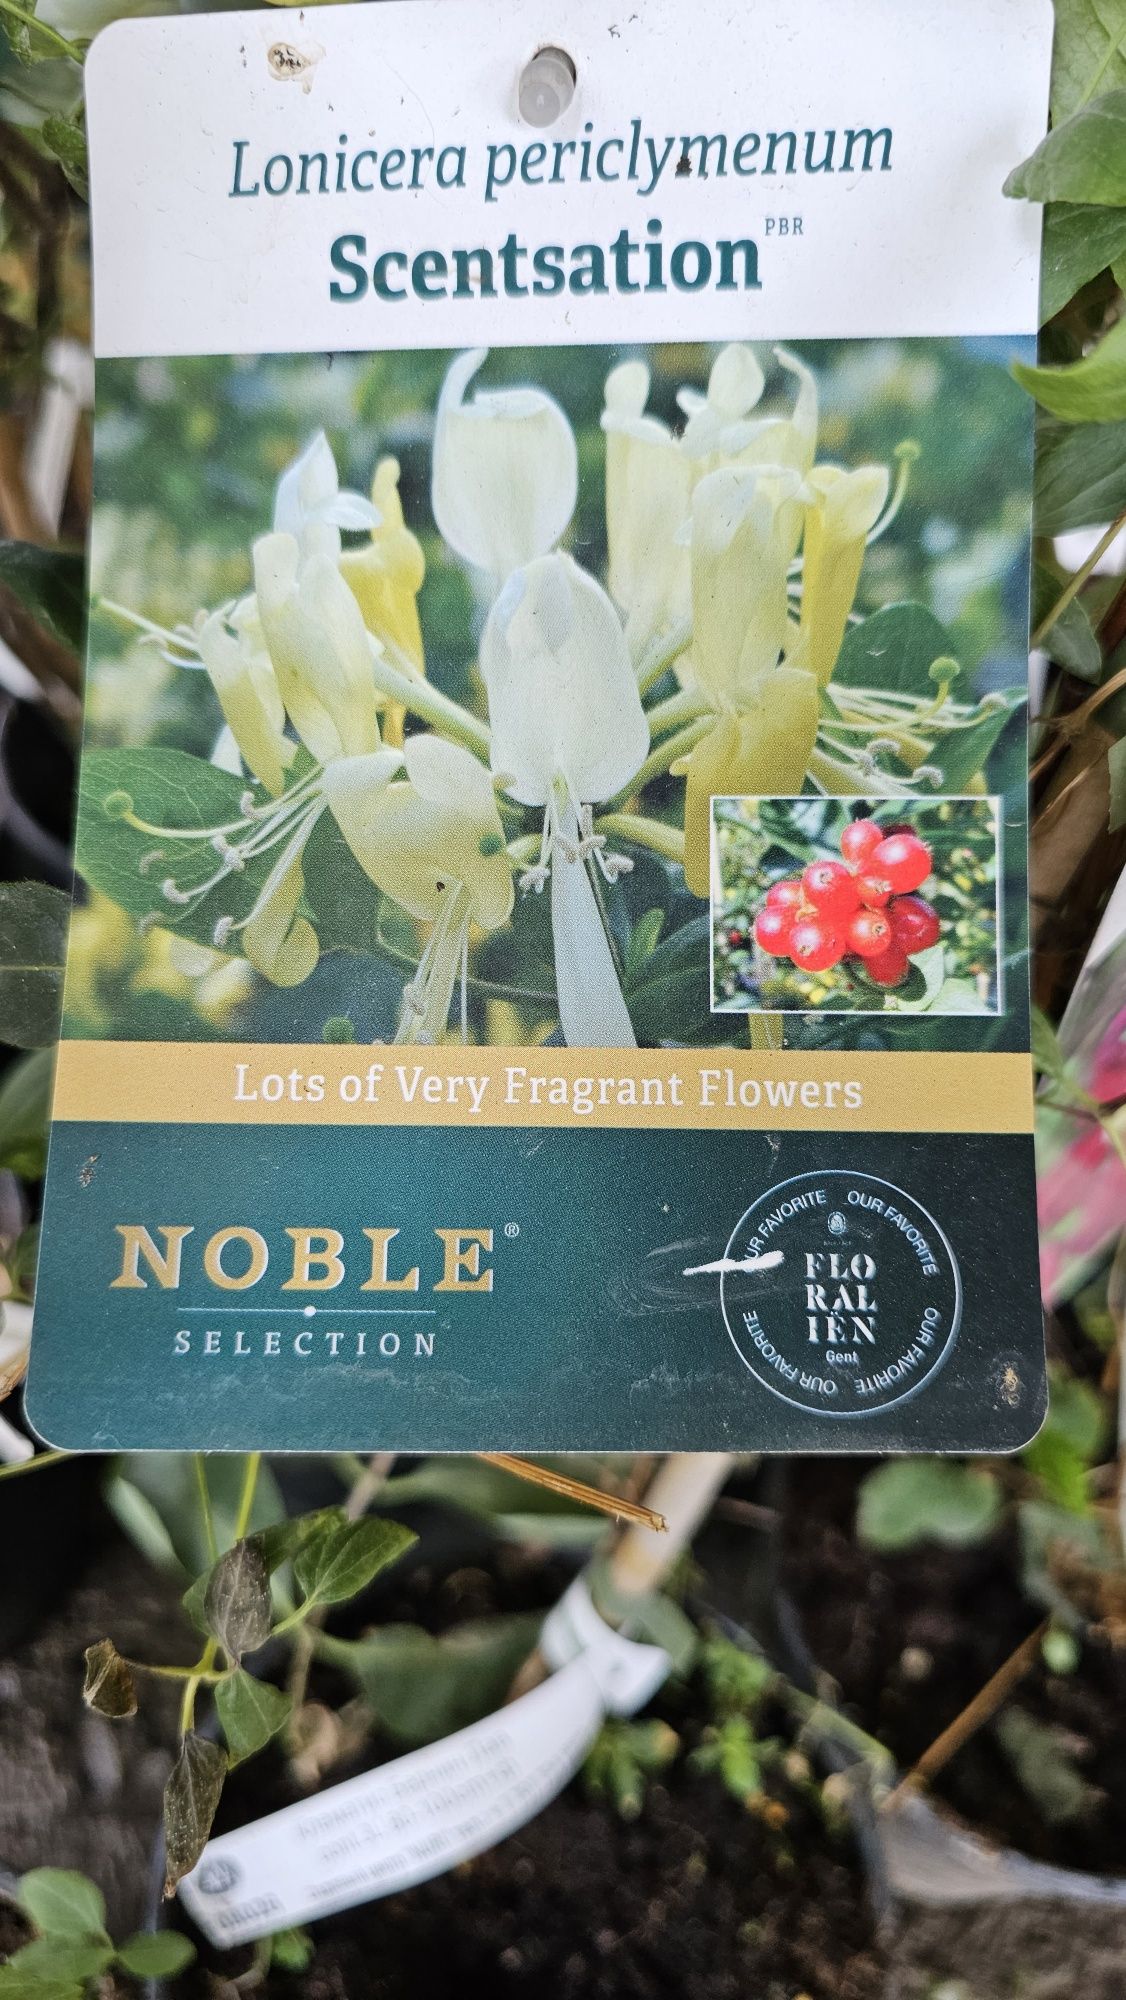 Lonicera periclymenum
Scentsation PBR
Lots of Very Fragrant Flowers
NOBLE®
SELECTION
OUR FAVORITE OUR FAVORITE OUR FAVORITE OUR FAVORITE
FLO
RAL
IËN
Gent